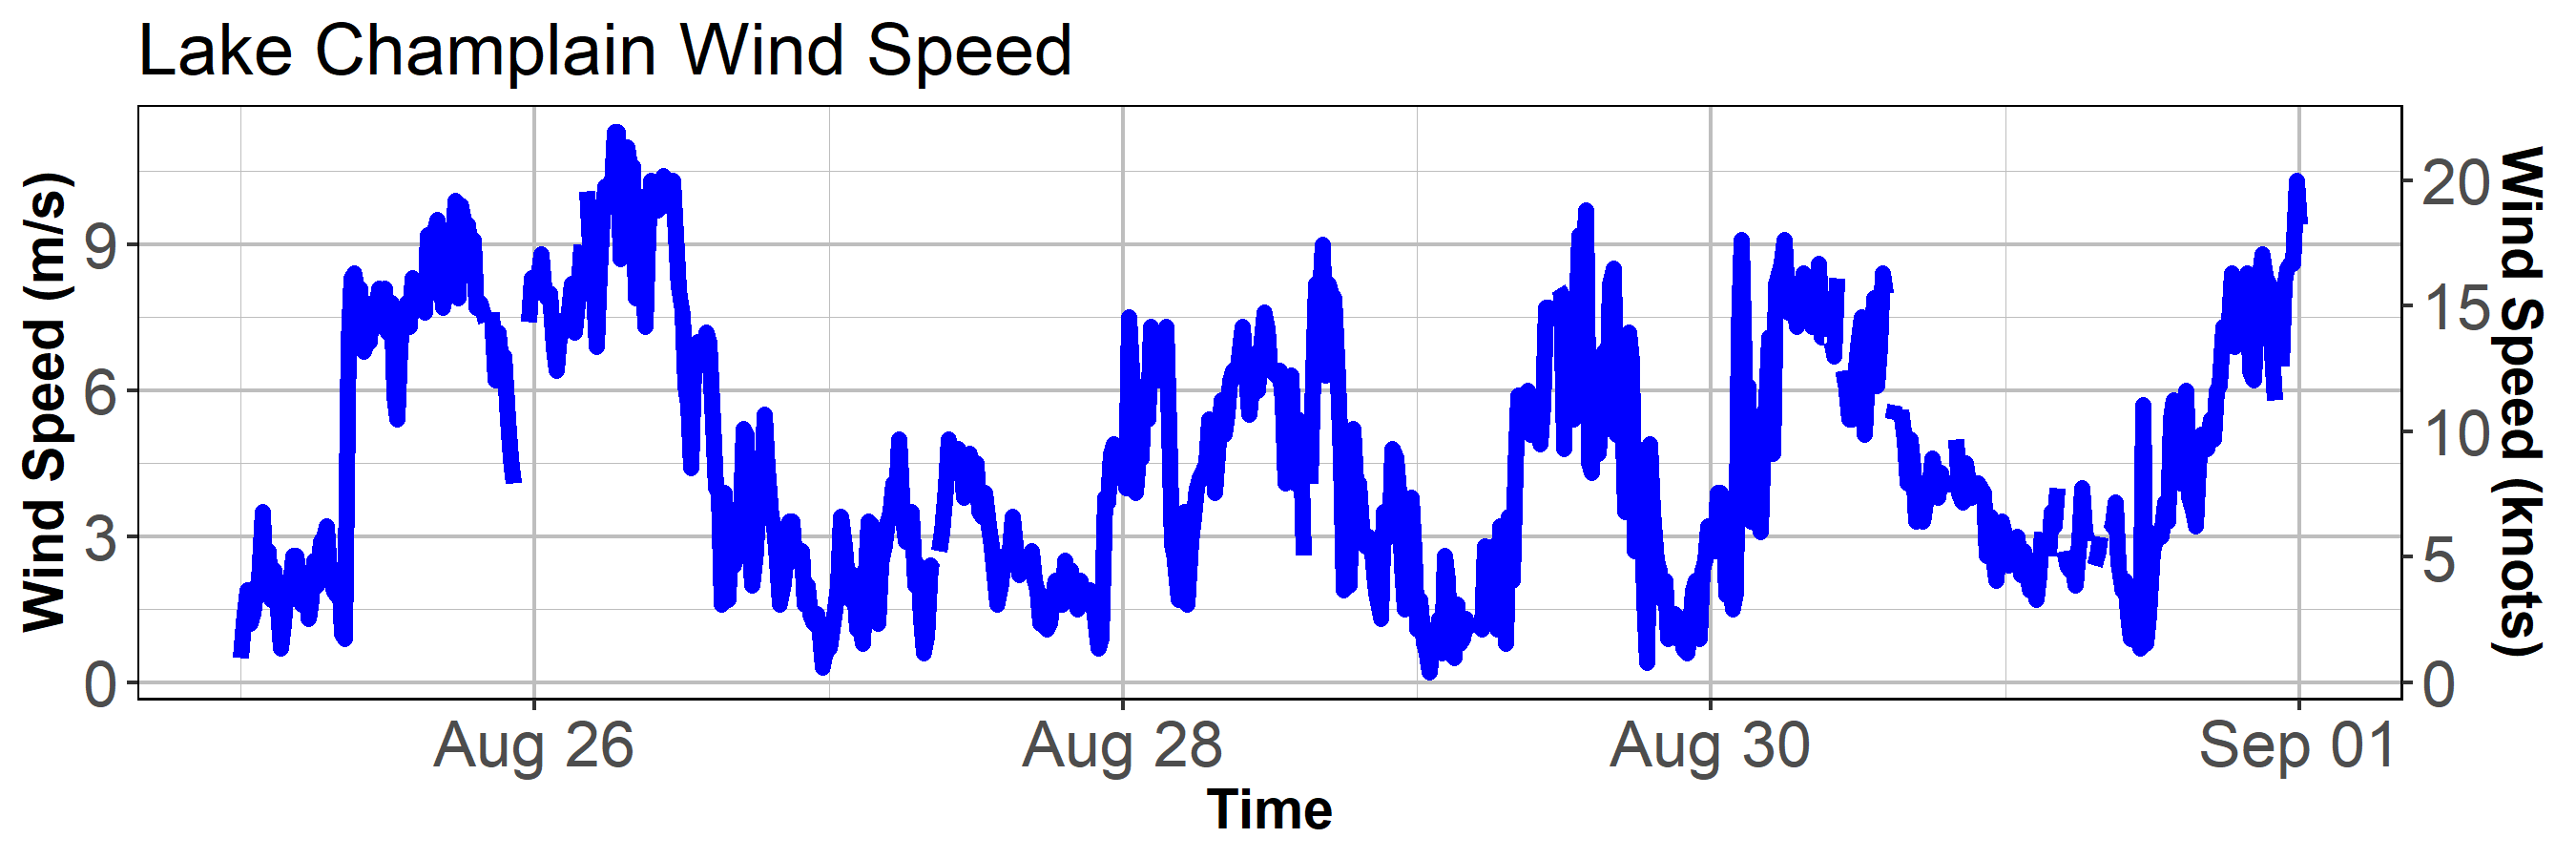 Lake Champlain Wind Speed
Wind Speed (m/s)
9
6
3
0
20
15
10
5
0
Wind Speed (knots)
Aug 26
Aug 28
Aug 30
Sep 01
Time